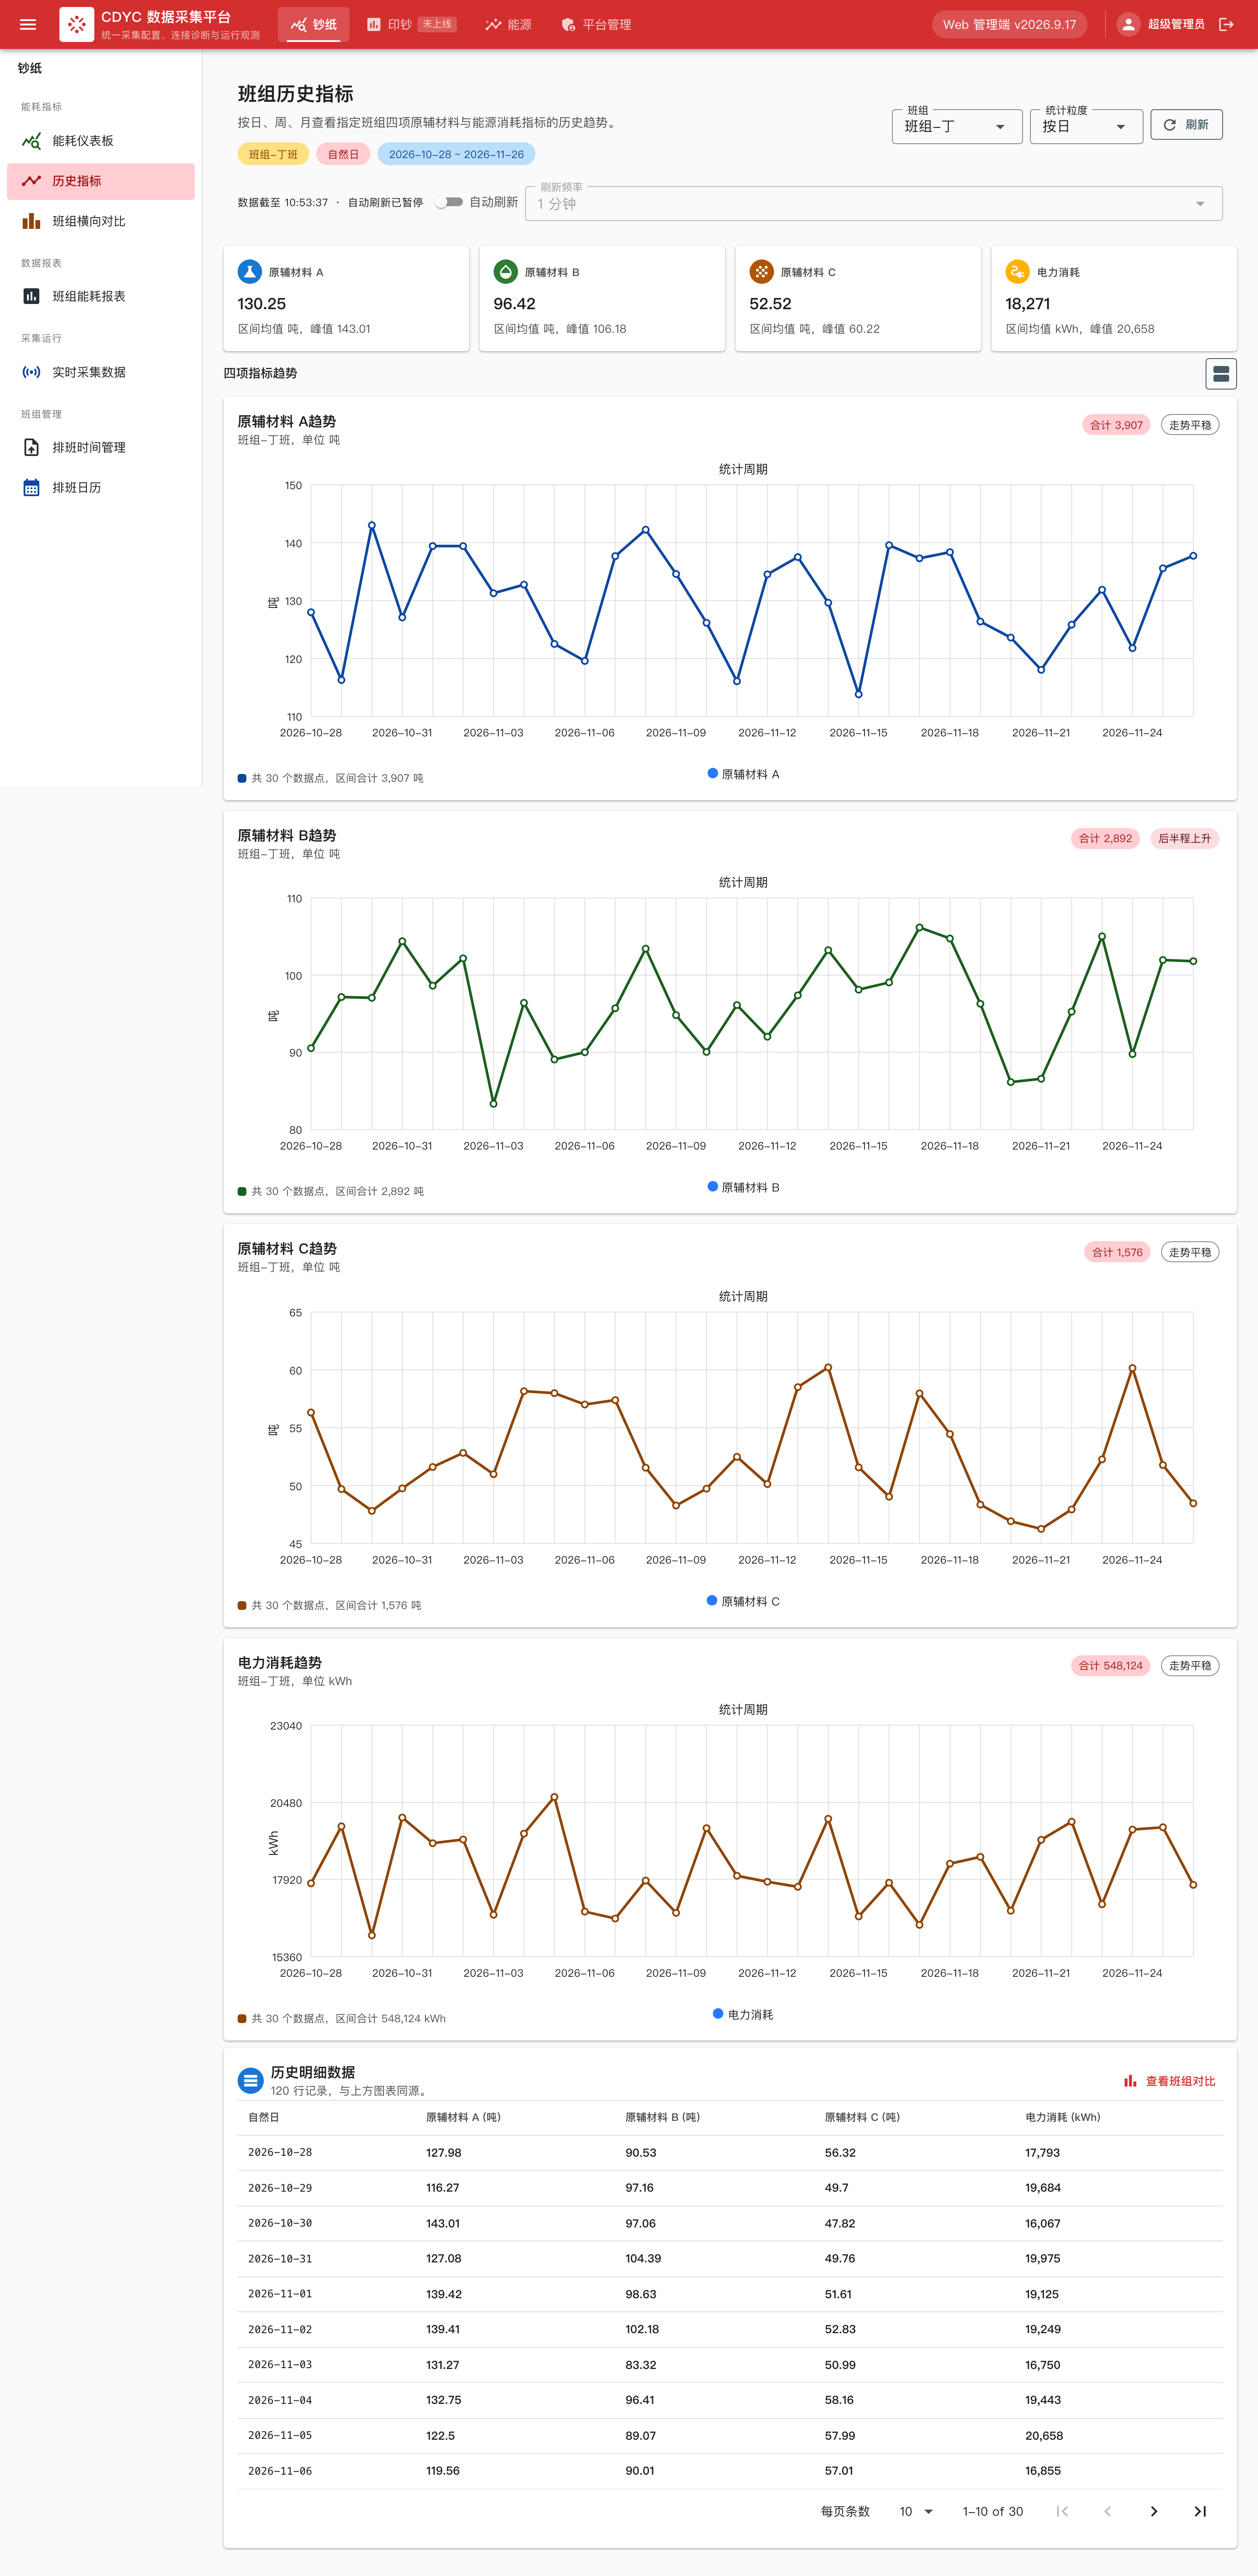 CDYC 数据采集平台
统一采集配置、连接诊断与运行观测
钞纸
印钞 未上线
能源
平台管理
Web 管理端 v2026.9.17
超级管理员
钞纸
能耗指标
能耗仪表板
历史指标
班组横向对比
数据报表
班组能耗报表
采集运行
实时采集数据
班组管理
排班时间管理
排班日历
班组历史指标
按日、周、月查看指定班组四项原辅材料与能源消耗指标的历史趋势。
班组-丁班 自然日 2026-10-28 ~ 2026-11-26
班组
班组-丁
统计粒度
按日
刷新
数据截至 10:53:37 · 自动刷新已暂停
自动刷新
刷新频率
1 分钟
原辅材料 A
130.25
区间均值 吨，峰值 143.01
原辅材料 B
96.42
区间均值 吨，峰值 106.18
原辅材料 C
52.52
区间均值 吨，峰值 60.22
电力消耗
18,271
区间均值 kWh，峰值 20,658
四项指标趋势
原辅材料 A趋势
班组-丁班，单位 吨
合计 3,907 走势平稳
统计周期
150
140
130
120
110
吨
2026-10-28 2026-10-31 2026-11-03 2026-11-06 2026-11-09 2026-11-12 2026-11-15 2026-11-18 2026-11-21 2026-11-24
共 30 个数据点，区间合计 3,907 吨
原辅材料 A
原辅材料 B趋势
班组-丁班，单位 吨
合计 2,892 后半程上升
统计周期
110
100
90
80
吨
2026-10-28 2026-10-31 2026-11-03 2026-11-06 2026-11-09 2026-11-12 2026-11-15 2026-11-18 2026-11-21 2026-11-24
共 30 个数据点，区间合计 2,892 吨
原辅材料 B
原辅材料 C趋势
班组-丁班，单位 吨
合计 1,576 走势平稳
统计周期
65
60
55
50
45
吨
2026-10-28 2026-10-31 2026-11-03 2026-11-06 2026-11-09 2026-11-12 2026-11-15 2026-11-18 2026-11-21 2026-11-24
共 30 个数据点，区间合计 1,576 吨
原辅材料 C
电力消耗趋势
班组-丁班，单位 kWh
合计 548,124 走势平稳
统计周期
23040
20480
17920
15360
kWh
2026-10-28 2026-10-31 2026-11-03 2026-11-06 2026-11-09 2026-11-12 2026-11-15 2026-11-18 2026-11-21 2026-11-24
共 30 个数据点，区间合计 548,124 kWh
电力消耗
历史明细数据
120 行记录，与上方图表同源。
查看班组对比
自然日 原辅材料 A (吨) 原辅材料 B (吨) 原辅材料 C (吨) 电力消耗 (kWh)
2026-10-28 127.98 90.53 56.32 17,793
2026-10-29 116.27 97.16 49.7 19,684
2026-10-30 143.01 97.06 47.82 16,067
2026-10-31 127.08 104.39 49.76 19,975
2026-11-01 139.42 98.63 51.61 19,125
2026-11-02 139.41 102.18 52.83 19,249
2026-11-03 131.27 83.32 50.99 16,750
2026-11-04 132.75 96.41 58.16 19,443
2026-11-05 122.5 89.07 57.99 20,658
2026-11-06 119.56 90.01 57.01 16,855
每页条数 10 1-10 of 30